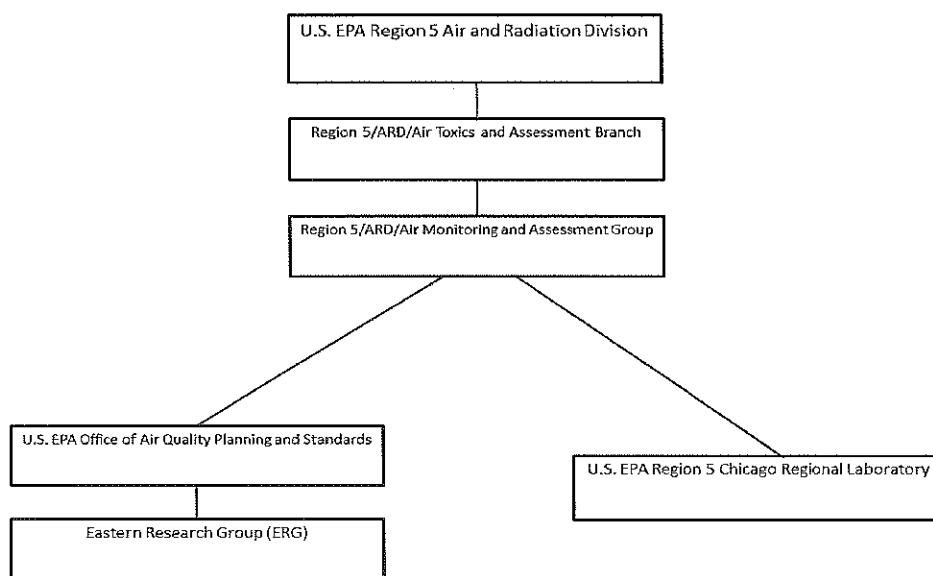 U.S. EPA Region 5 Air and Radiation Division
Region 5/ARD/Air Toxics and Assessment Branch
Region 5/ARD/Air Monitoring and Assessment Group
U.S. EPA Office of Air Quality Planning and Standards
U.S. EPA Region 5 Chicago Regional Laboratory
Eastern Research Group (ERG)